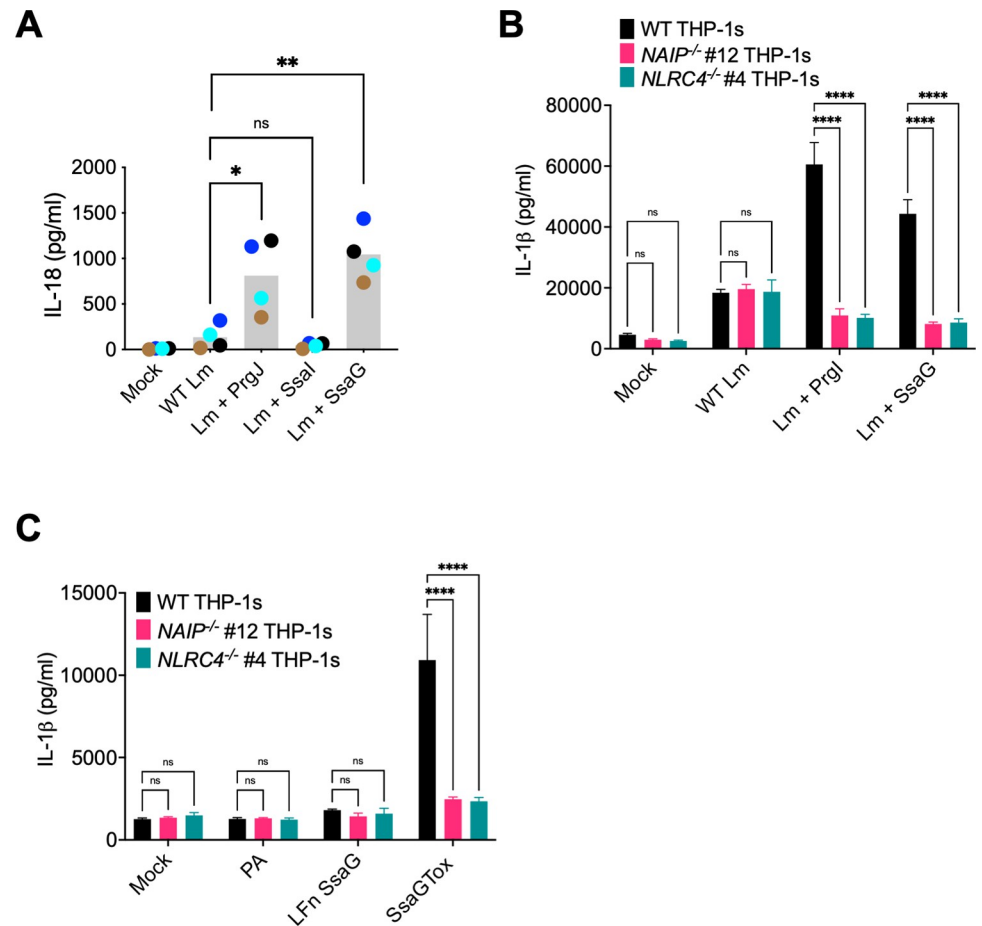 A
**
ns
*
2000
1500
1000
500
0
IL-18 (pg/ml)
Mock
WT Lm
Lm + PrgJ
Lm + SsaI
Lm + SsaG
B
WT THP-1s
NAIP-/- #12 THP-1s
NLRC4-/- #4 THP-1s
80000
60000
40000
20000
0
IL-1β (pg/ml)
ns
ns
ns
ns
****
****
****
****
Mock
WT Lm
Lm + PrgI
Lm + SsaG
C
WT THP-1s
NAIP-/- #12 THP-1s
NLRC4-/- #4 THP-1s
15000
10000
5000
0
IL-1β (pg/ml)
ns
ns
ns
ns
ns
ns
****
****
Mock
PA
LFn SsaG
SsaGTox